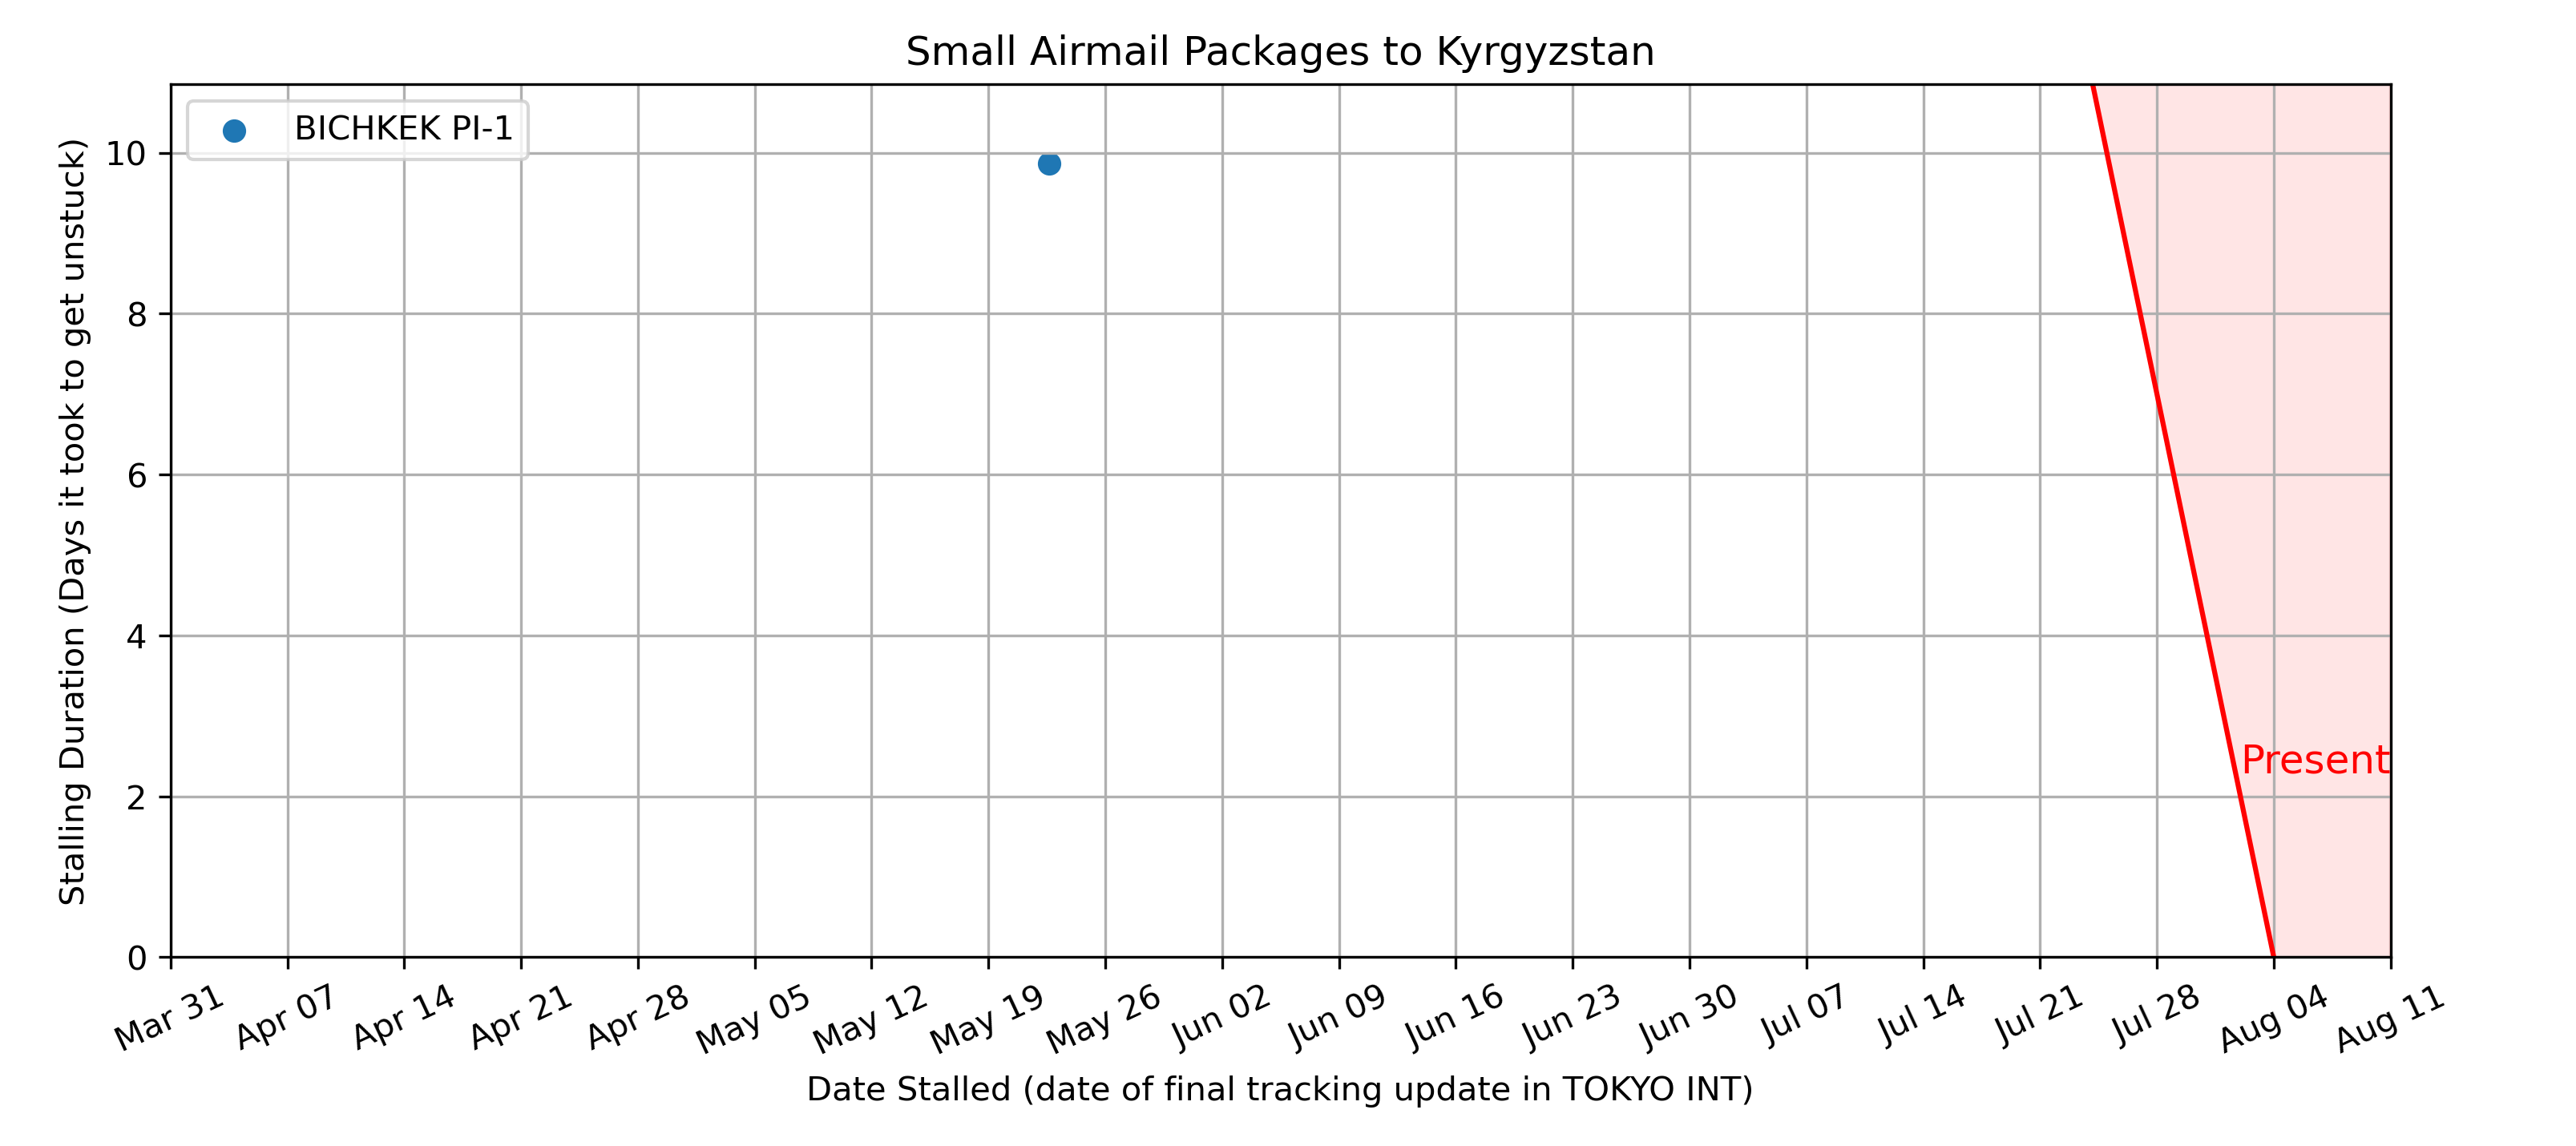 Small Airmail Packages to Kyrgyzstan
BICHKEK PI-1
Stalling Duration (Days it took to get unstuck)
10
8
6
4
2
0
Present
Mar 31
Apr 07
Apr 14
Apr 21
Apr 28
May 05
May 12
May 19
May 26
Jun 02
Jun 09
Jun 16
Jun 23
Jun 30
Jul 07
Jul 14
Jul 21
Jul 28
Aug 04
Aug 11
Date Stalled (date of final tracking update in TOKYO INT)